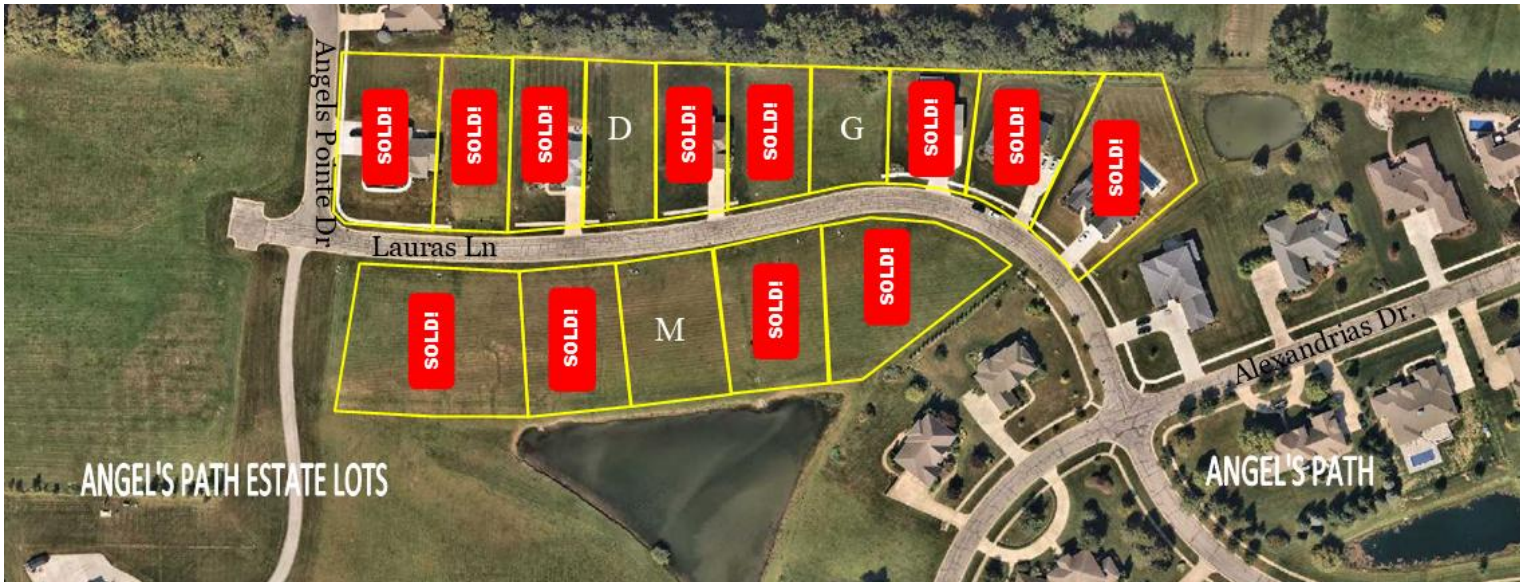 Angels Pointe Dr
SOLD!
SOLD!
SOLD!
D
SOLD!
SOLD!
G
SOLD!
SOLD!
SOLD!
Lauras Ln
SOLD!
SOLD!
M
SOLD!
SOLD!
Alexandrias Dr.
ANGEL'S PATH ESTATE LOTS
ANGEL'S PATH